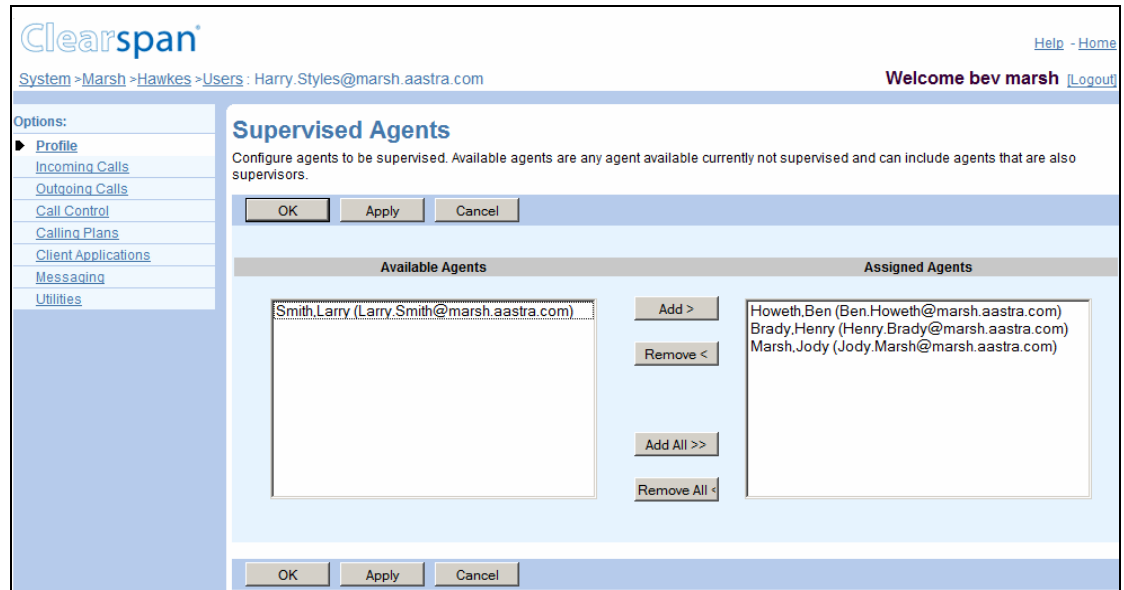 Clearspan
Help - Home
System >Marsh >Hawkes >Users : Harry.Styles@marsh.aastra.com
Welcome bev marsh [Logout]
Options:
Profile
Incoming Calls
Outgoing Calls
Call Control
Calling Plans
Client Applications
Messaging
Utilities
Supervised Agents
Configure agents to be supervised. Available agents are any agent available currently not supervised and can include agents that are also
supervisors.
OK Apply Cancel
Available Agents
Assigned Agents
Smith,Larry (Larry.Smith@marsh.aastra.com)
Add >
Remove <
Add All >>
Remove All <
Howeth,Ben (Ben.Howeth@marsh.aastra.com)
Brady,Henry (Henry.Brady@marsh.aastra.com)
Marsh,Jody (Jody.Marsh@marsh.aastra.com)
OK Apply Cancel